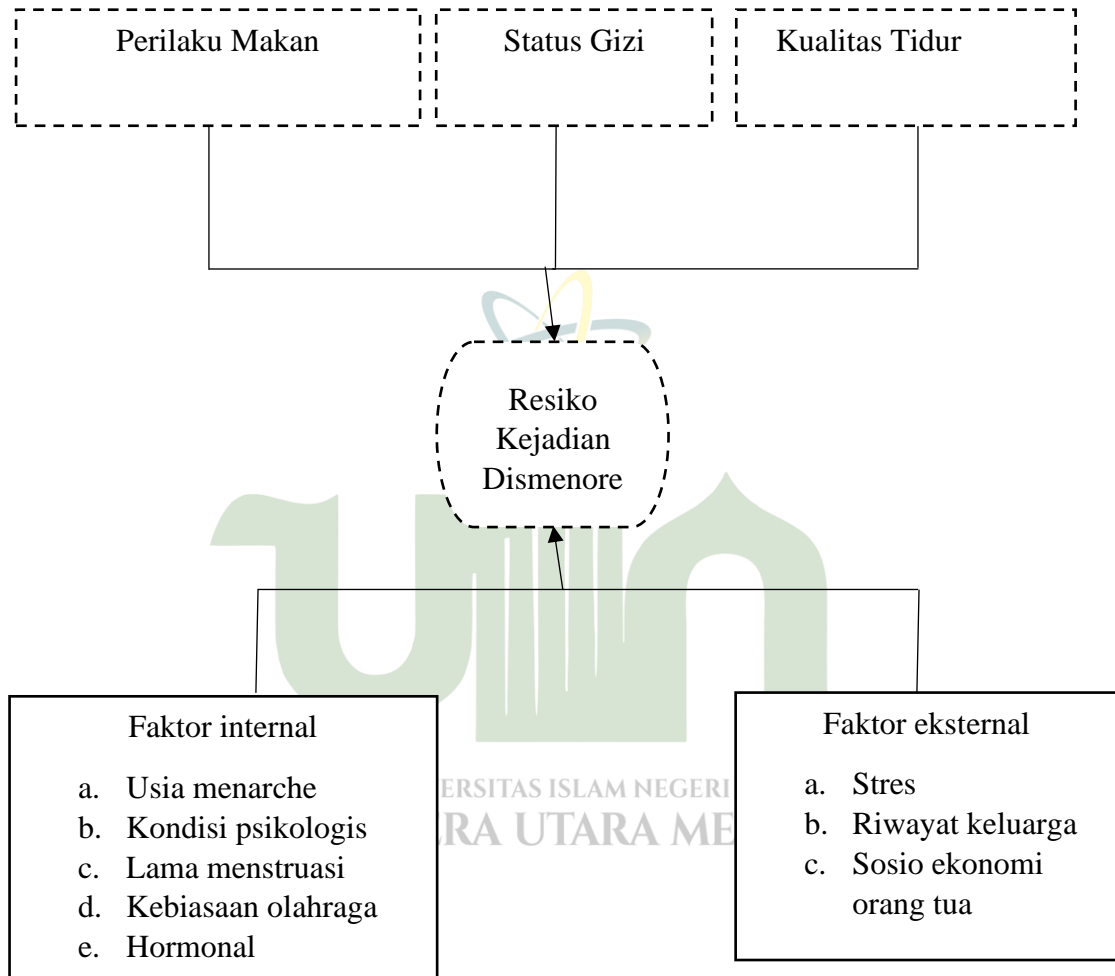 Perilaku Makan
Status Gizi
Kualitas Tidur
Resiko
Kejadian
Dismenore
Faktor internal
a. Usia menarche
b. Kondisi psikologis
c. Lama menstruasi
d. Kebiasaan olahraga
e. Hormonal
Faktor eksternal
a. Stres
b. Riwayat keluarga
c. Sosio ekonomi
orang tua
ERSITAS ISLAM NEGERI
ERA UTARA ME